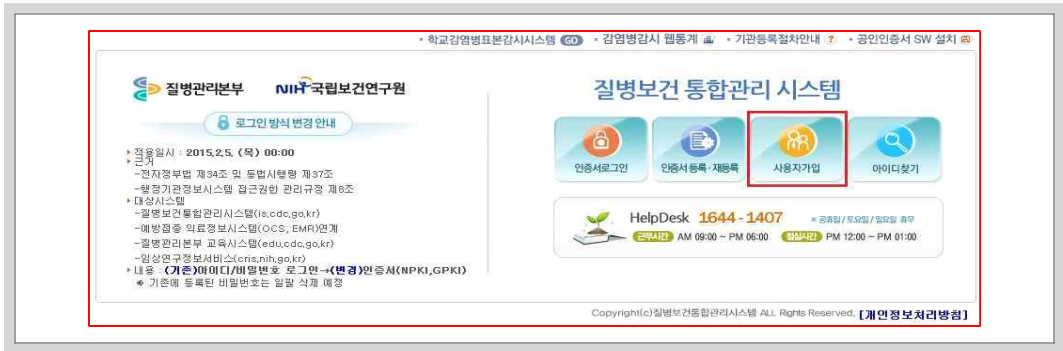 • 학교감염병표본감시시스템 GO • 감염병감시 웹통계 • 기관등록절차안내 ? • 공인인증서 SW 설치
질병관리본부 NIH 국립보건연구원
로그인 방식 변경 안내
적용일시 : 2015,2,5, (목) 00:00
근거
-전자정부법 제34조 및 동법시행령 제37조
-행정기관정보시스템 접근권한 관리규정 제8조
대상시스템
-질병보건통합관리시스템(is,cdc,go,kr)
-예방접종 의료정보시스템(OCS, EMR)연계
-질병관리본부 교육시스템(edu,cdc,go,kr)
-임상연구정보서비스(cris,nih,go,kr)
내용 : (기존)아이디/비밀번호 로그인→(변경)인증서(NPKI,GPKI)
※ 기존에 등록된 비밀번호는 일괄 삭제 예정
질병보건 통합관리 시스템
인증서로그인 인증서 등록·재등록 사용자가입 아이디찾기
HelpDesk 1644-1407 ※ 공휴일/토요일/일요일 휴무
근무시간 AM 09:00 ~ PM 06:00 점심시간 PM 12:00 ~ PM 01:00
Copyright(c)질병보건통합관리시스템 ALL Rights Reserved. [개인정보처리방침]